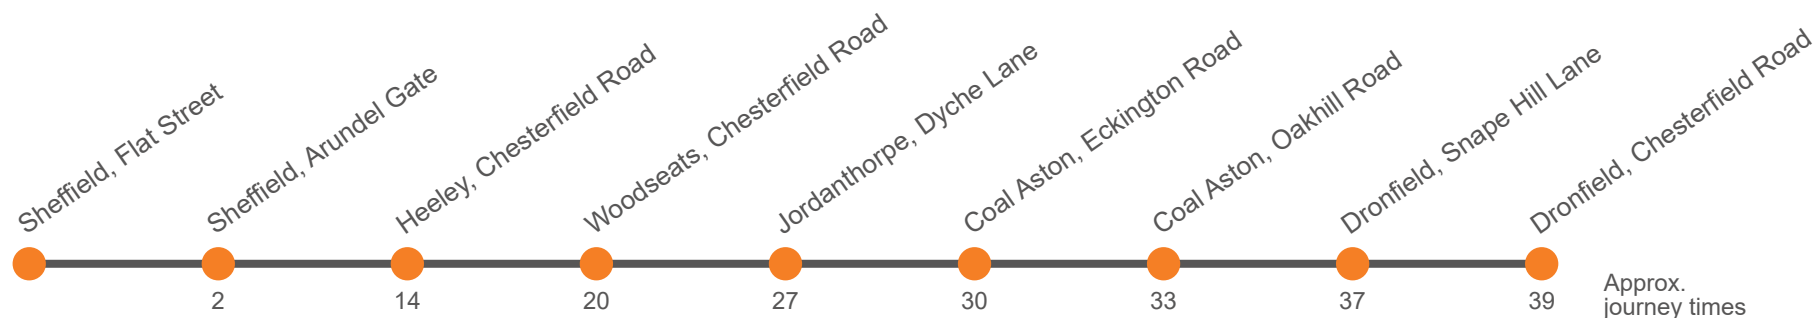 Sheffield, Flat Street
Sheffield, Arundel Gate
Heeley, Chesterfield Road
Woodseats, Chesterfield Road
Jordanthorpe, Dyche Lane
Coal Aston, Eckington Road
Coal Aston, Oakhill Road
Dronfield, Snape Hill Lane
Dronfield, Chesterfield Road
2
14
20
27
30
33
37
39
Approx.
journey times